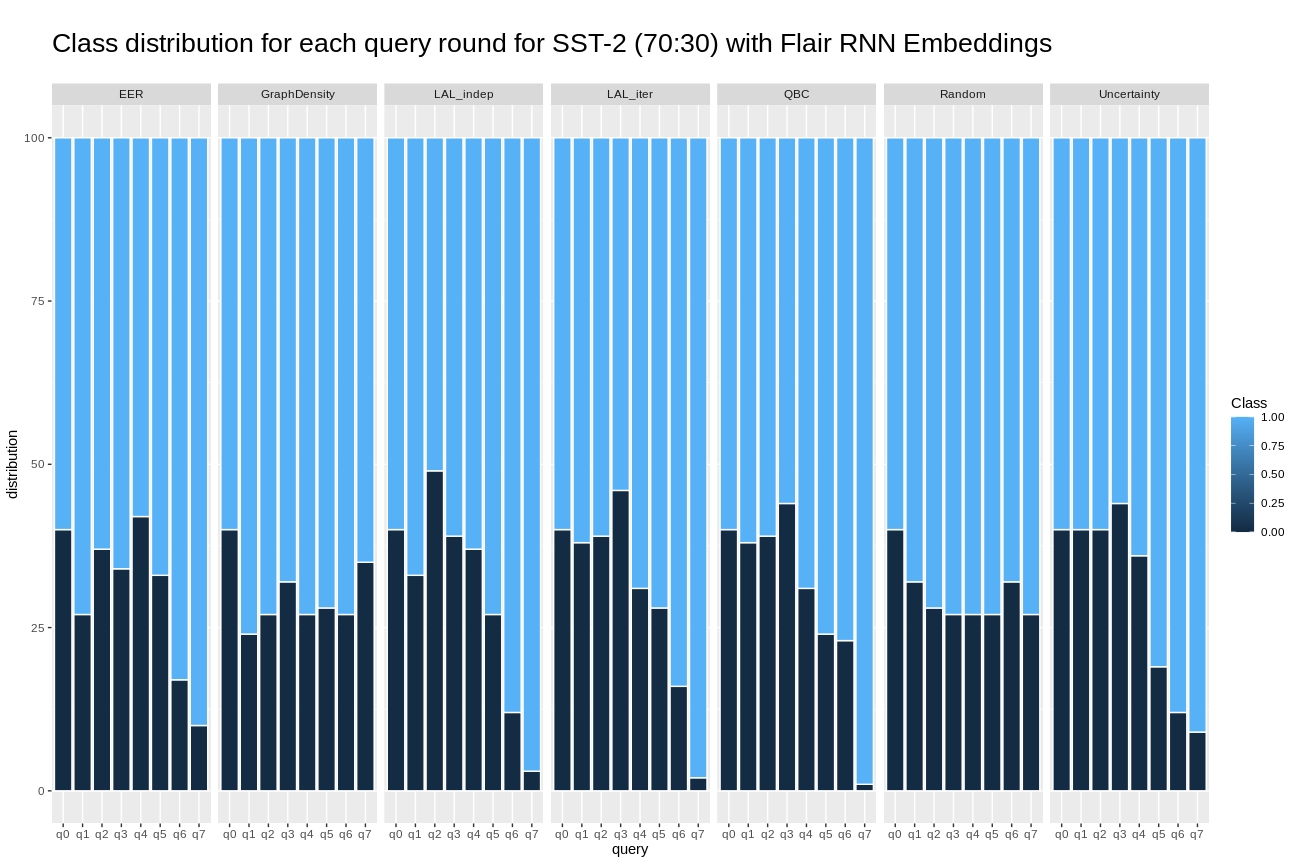 Class distribution for each query round for SST-2 (70:30) with Flair RNN Embeddings
EER GraphDensity LAL_indep LAL_iter QBC Random Uncertainty
100
75
50
25
0
distribution
q0 q1 q2 q3 q4 q5 q6 q7 q0 q1 q2 q3 q4 q5 q6 q7 q0 q1 q2 q3 q4 q5 q6 q7 q0 q1 q2 q3 q4 q5 q6 q7 q0 q1 q2 q3 q4 q5 q6 q7 q0 q1 q2 q3 q4 q5 q6 q7 q0 q1 q2 q3 q4 q5 q6 q7
query
Class
1.00
0.75
0.50
0.25
0.00